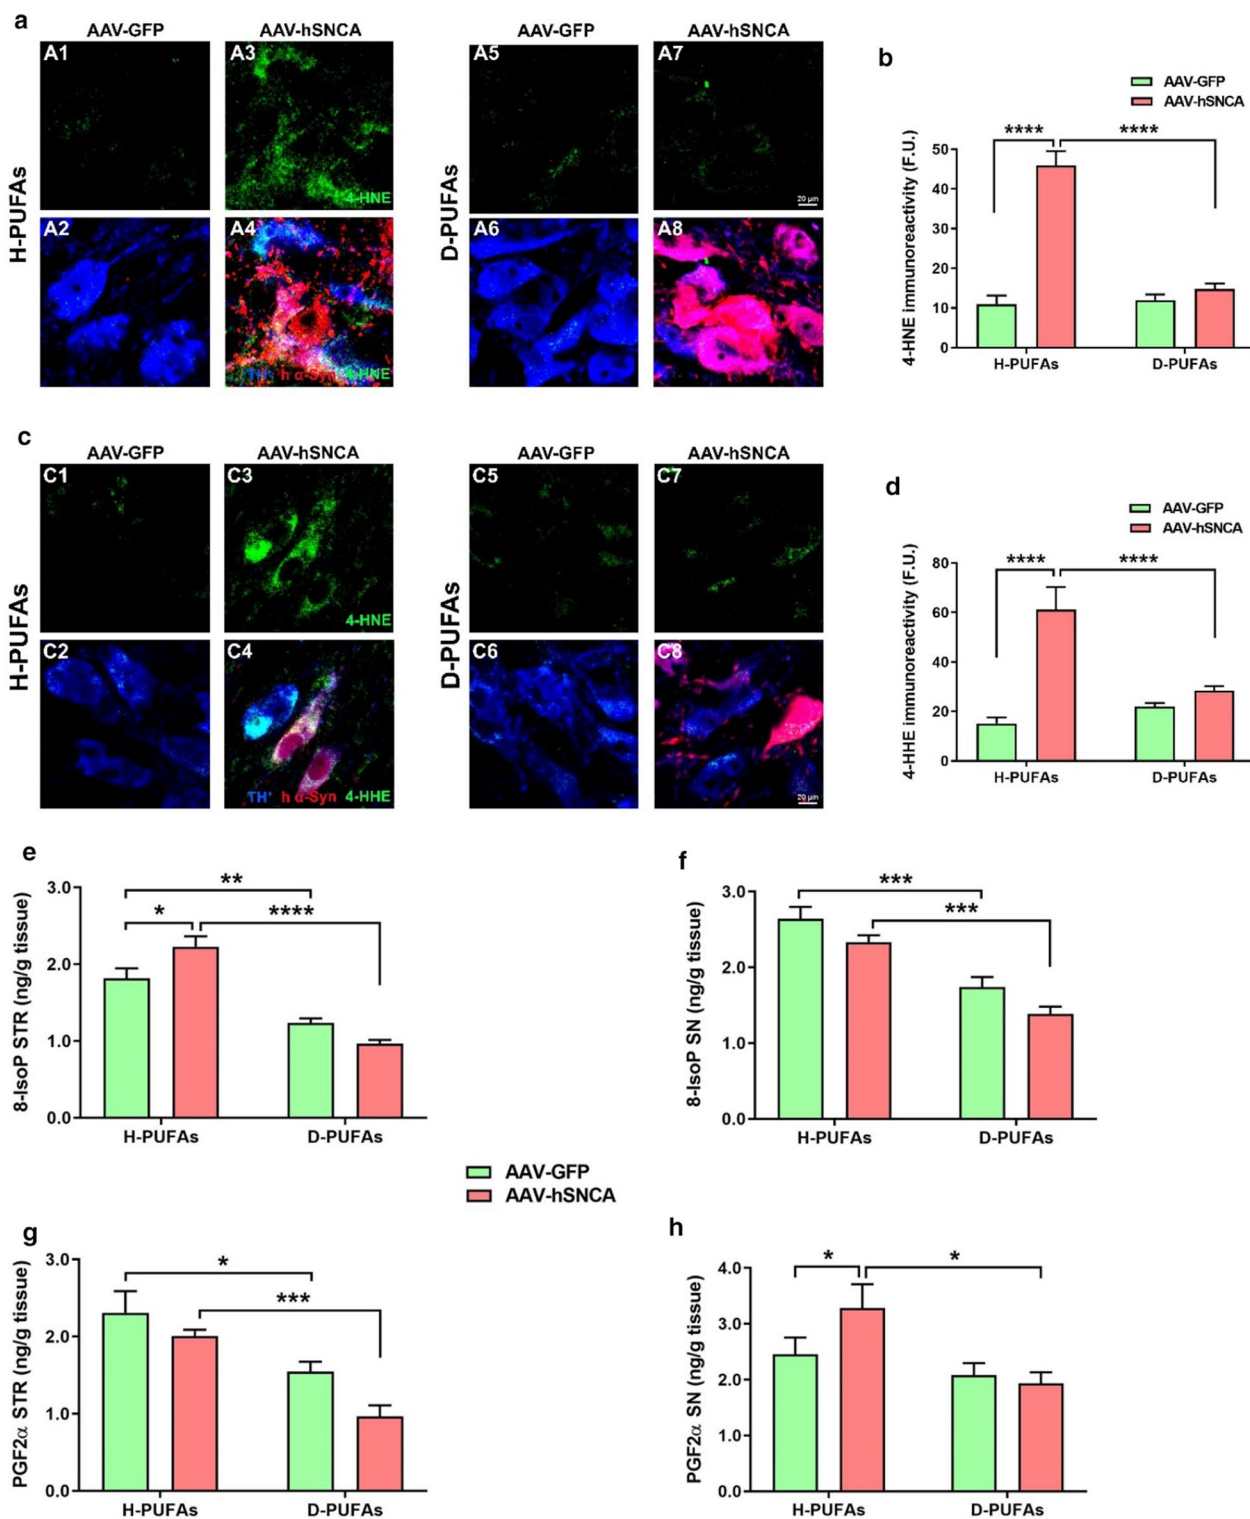 a
AAV-GFP AAV-hSNCA AAV-GFP AAV-hSNCA
H-PUFAs
A1 A3
4-HNE
A2 A4
TH⁺ h α-Syn 4-HNE
D-PUFAs
A5 A7
20 µm
A6 A8
b
AAV-GFP
AAV-hSNCA
**** ****
4-HNE immunoreactivity (F.U.)
50
40
30
20
10
0
H-PUFAs D-PUFAs
c
AAV-GFP AAV-hSNCA AAV-GFP AAV-hSNCA
H-PUFAs
C1 C3
4-HNE
C2 C4
TH⁺ h α-Syn 4-HHE
D-PUFAs
C5 C7
C6 C8
20 µm
d
AAV-GFP
AAV-hSNCA
**** ****
4-HHE immunoreactivity (F.U.)
80
60
40
20
0
H-PUFAs D-PUFAs
e
8-IsoP STR (ng/g tissue)
3.0
2.0
1.0
0.0
**
* ****
H-PUFAs D-PUFAs
f
8-IsoP SN (ng/g tissue)
3.0
2.0
1.0
0.0
***
***
H-PUFAs D-PUFAs
AAV-GFP
AAV-hSNCA
g
PGF2α STR (ng/g tissue)
3.0
2.0
1.0
0.0
*
***
H-PUFAs D-PUFAs
h
PGF2α SN (ng/g tissue)
4.0
3.0
2.0
1.0
0.0
* *
H-PUFAs D-PUFAs